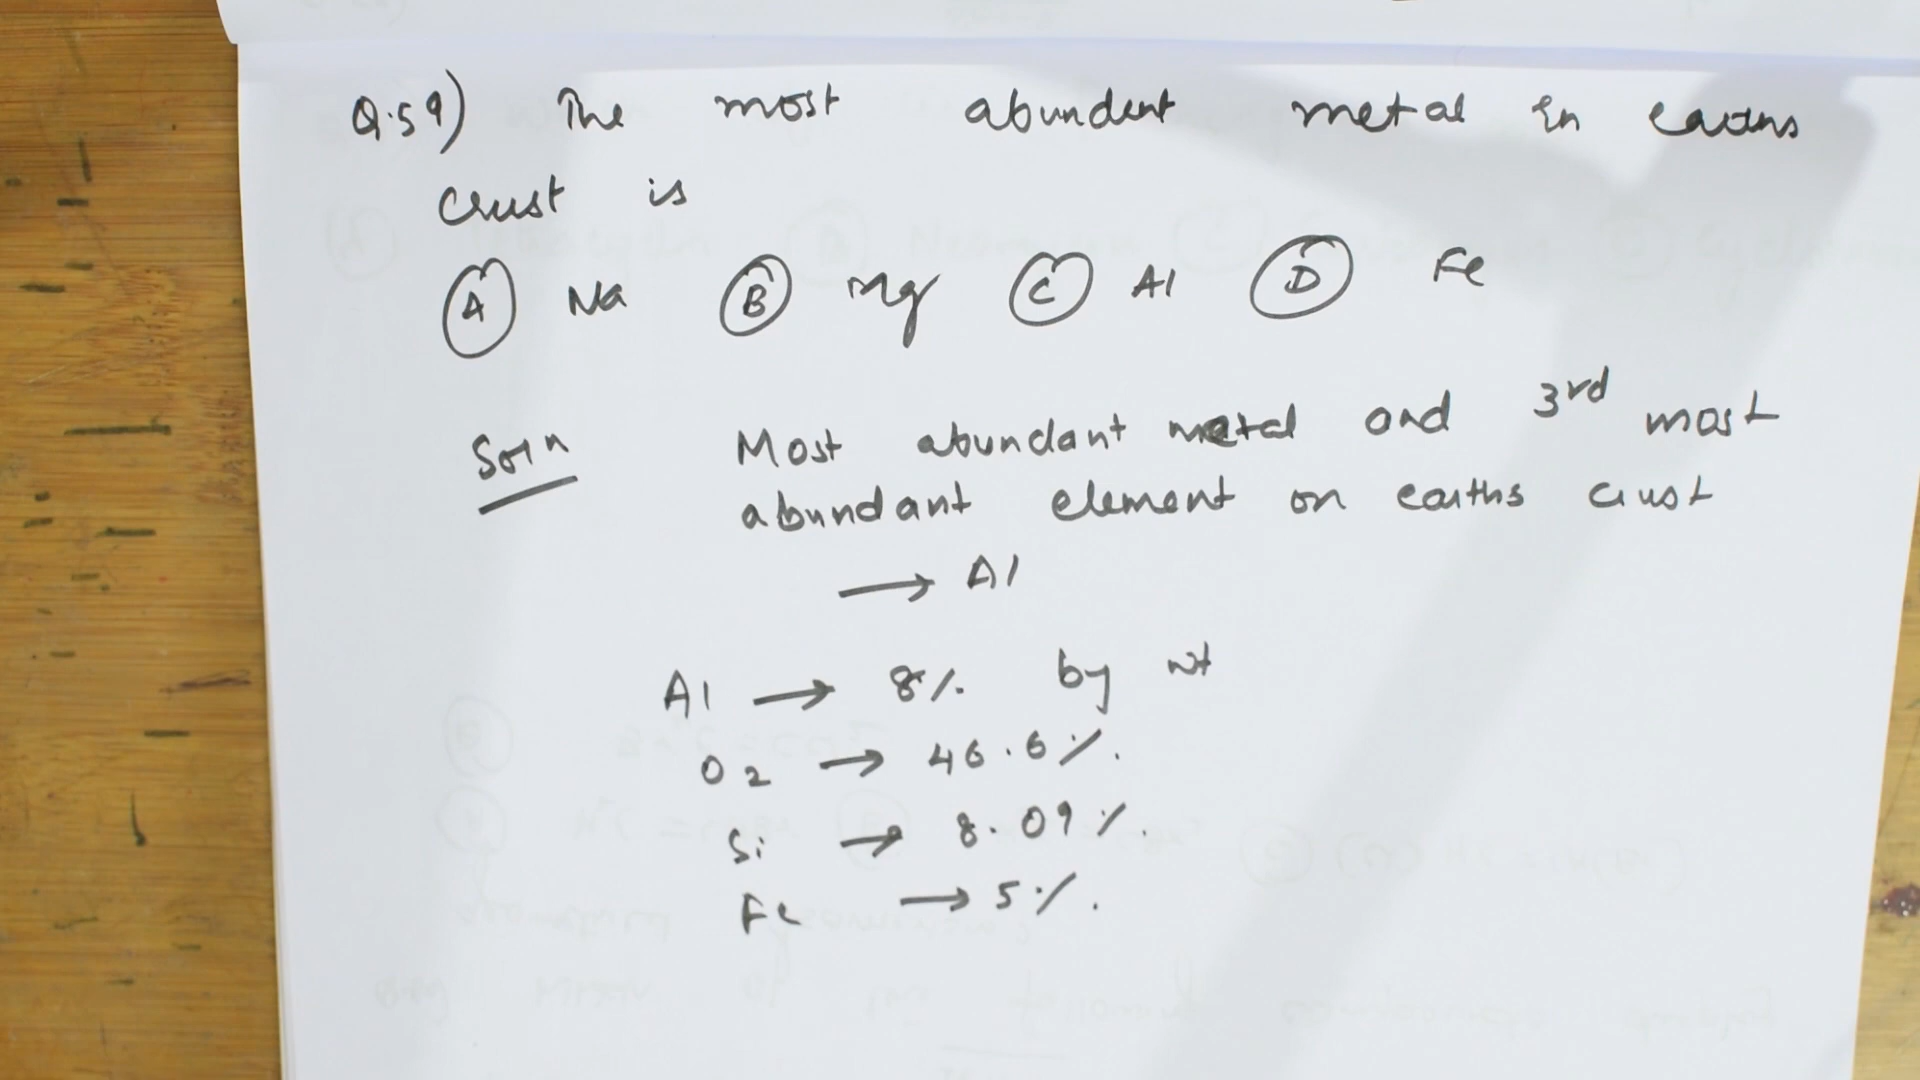 Q.59) The most abundent metal in earths
crust is
(A) Na (B) Mg (C) Al (D) Fe
Soln Most abundant metal and 3rd most
abundant element on earths crust
→ Al
Al → 8% by wt
O2 → 46.6%.
Si → 8.09%.
Fe → 5%.